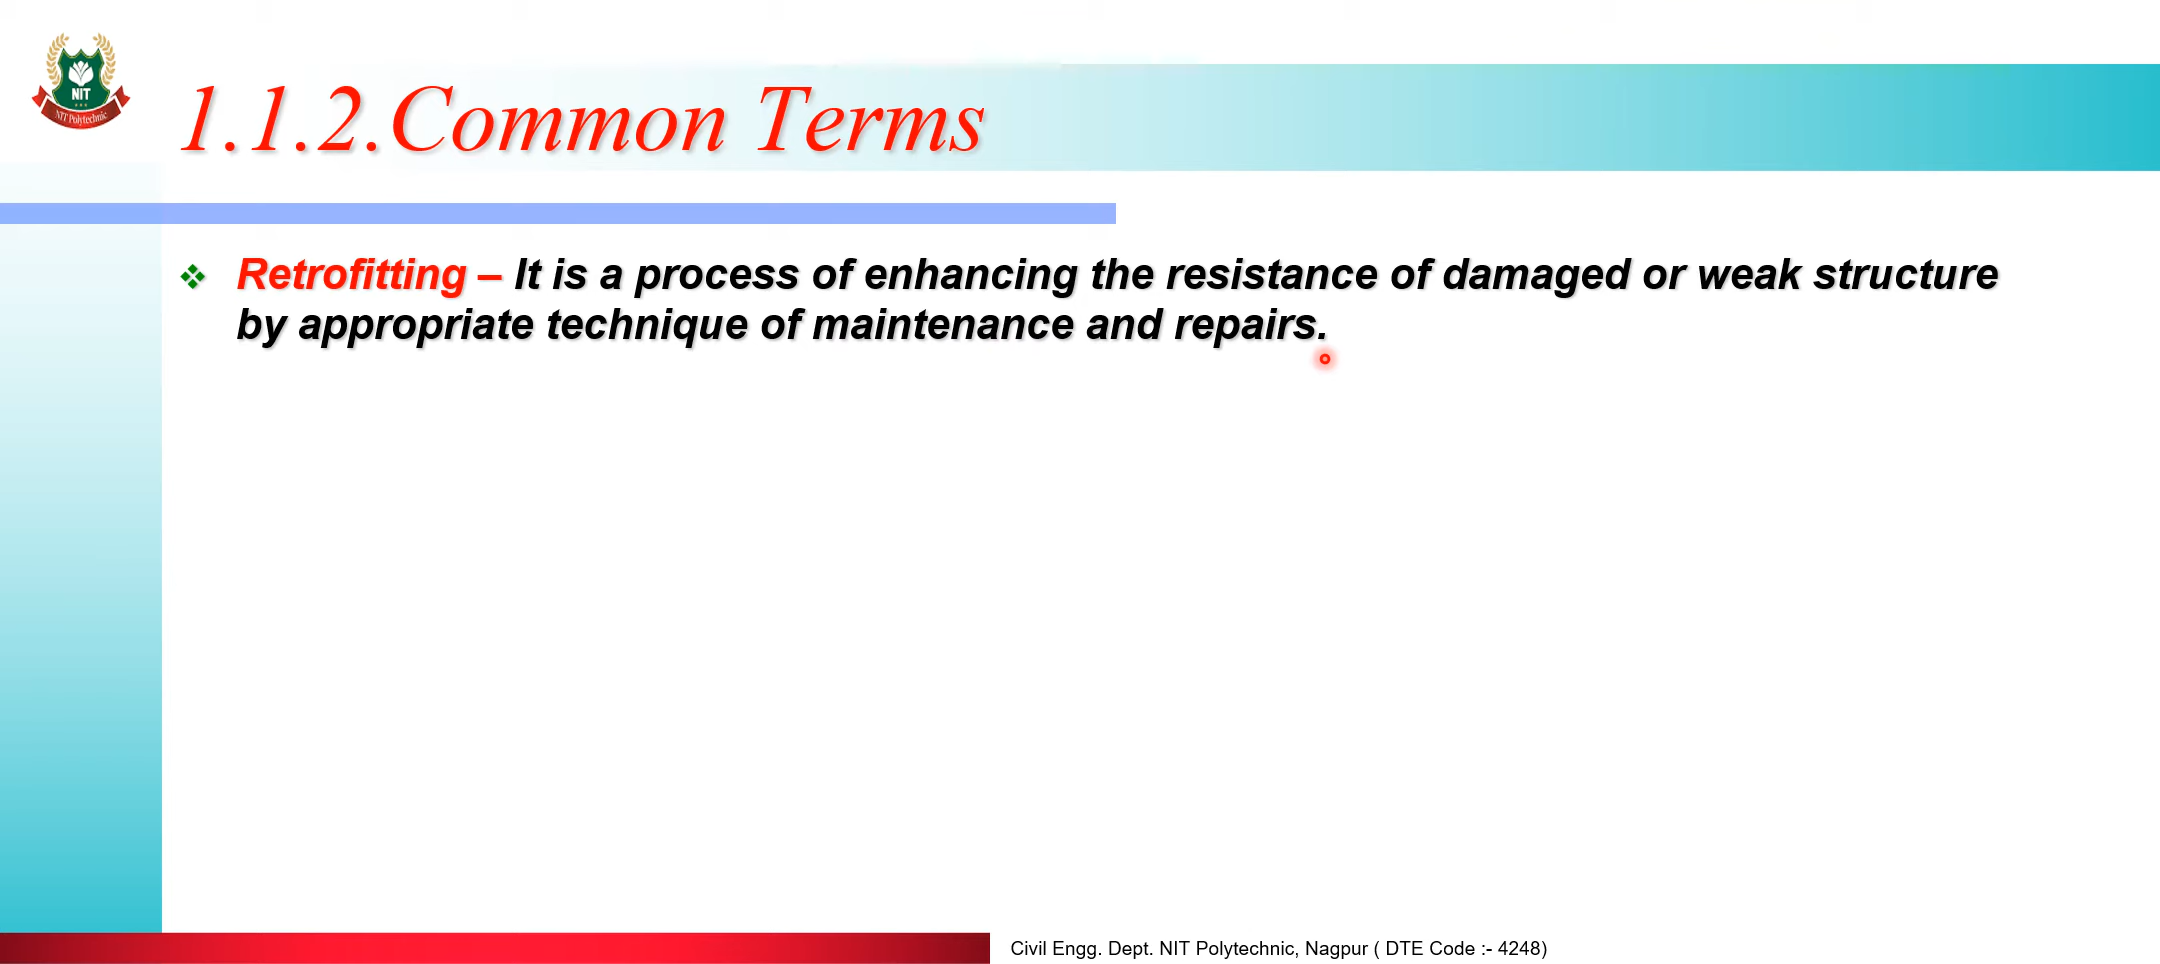 NIT
NIT Polytechnic
1.1.2.Common Terms
Retrofitting – It is a process of enhancing the resistance of damaged or weak structure
by appropriate technique of maintenance and repairs.
Civil Engg. Dept. NIT Polytechnic, Nagpur ( DTE Code :- 4248)